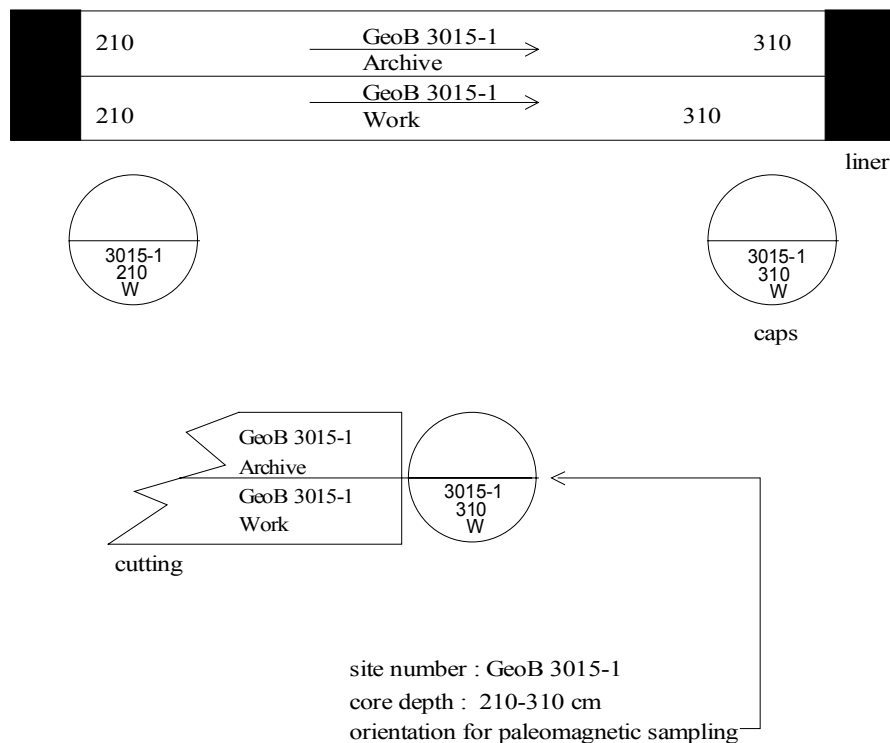 210
GeoB 3015-1
310
Archive
GeoB 3015-1
210
Work
310
liner
3015-1
210
W
3015-1
310
W
caps
GeoB 3015-1
Archive
GeoB 3015-1
Work
3015-1
310
W
cutting
site number : GeoB 3015-1
core depth : 210-310 cm
orientation for paleomagnetic sampling